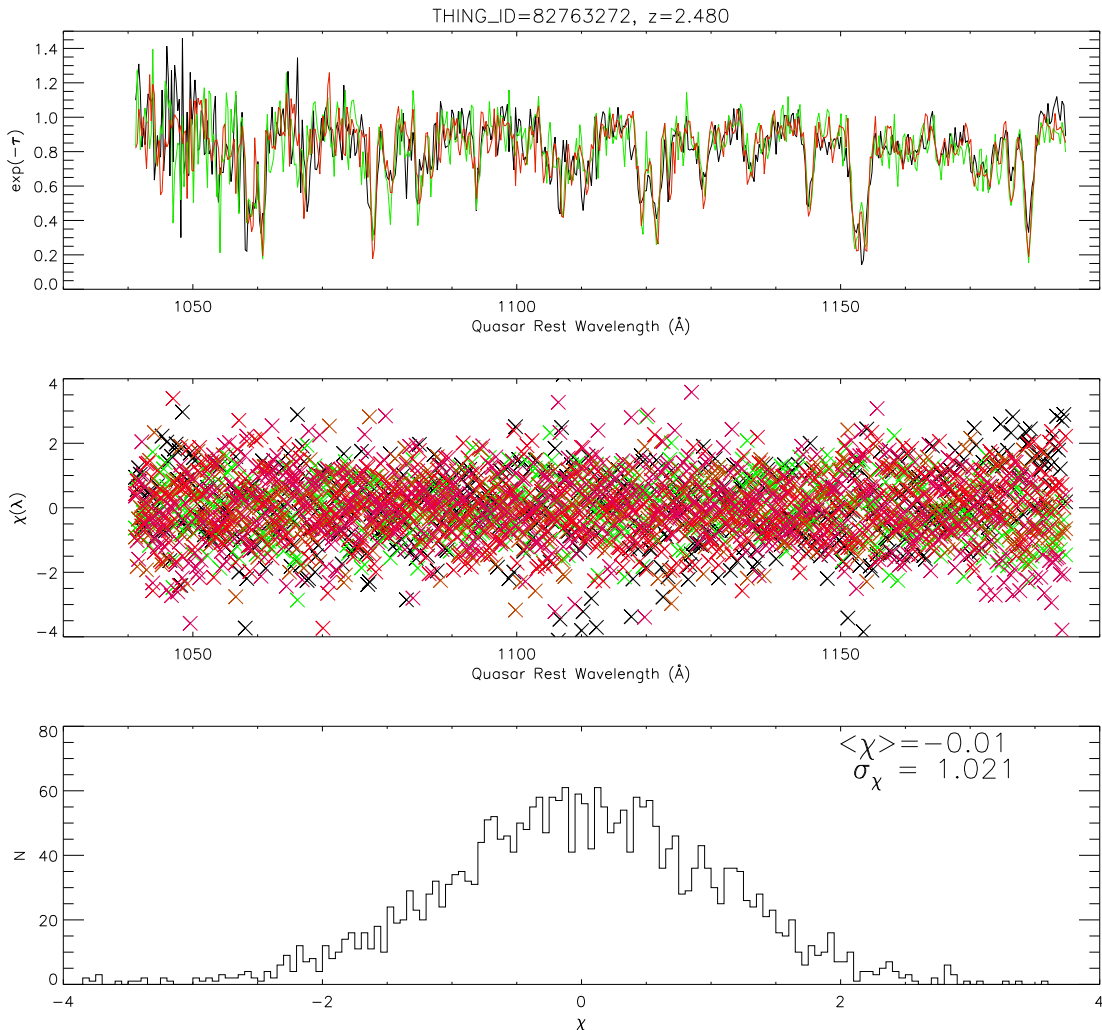 THING_ID=82763272, z=2.480
1.4
1.2
1.0
0.8
0.6
0.4
0.2
0.0
exp(-τ)
1050 1100 1150
Quasar Rest Wavelength (Å)
4
2
0
-2
-4
χ(λ)
1050 1100 1150
Quasar Rest Wavelength (Å)
80
60
40
20
0
N
<χ>=-0.01
σχ = 1.021
-4 -2 0 2 4
χ